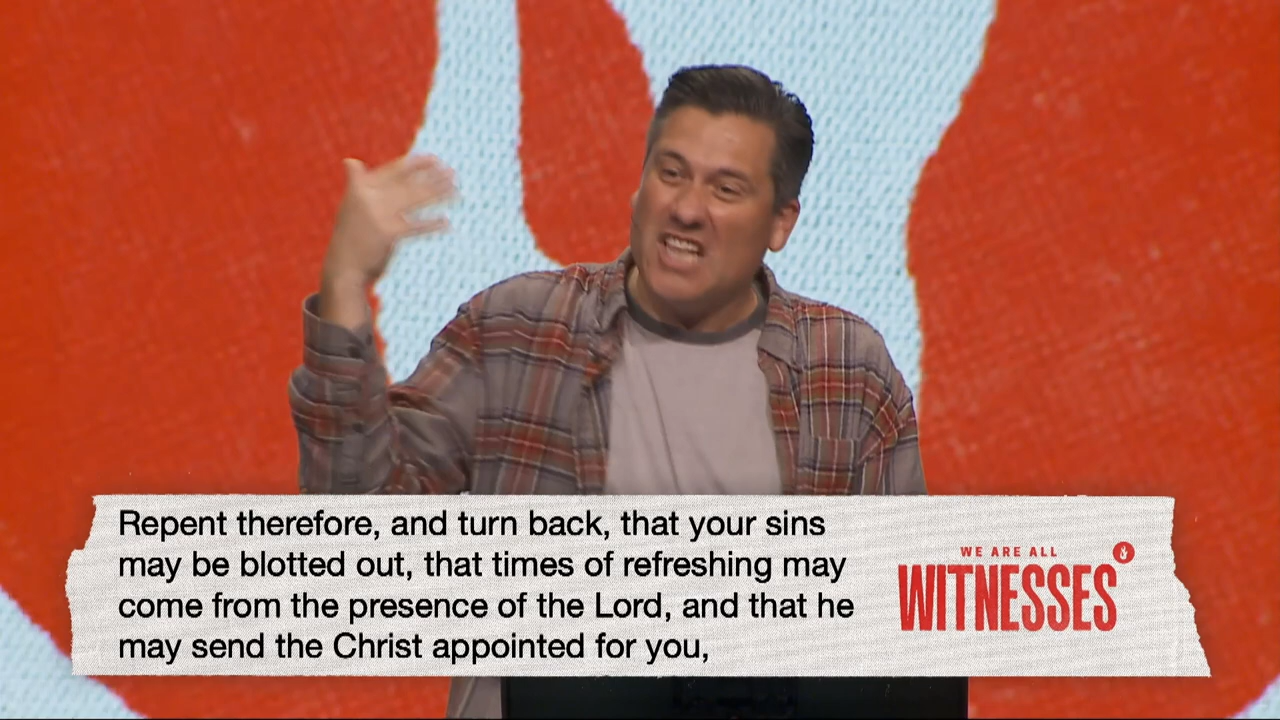 Repent therefore, and turn back, that your sins
may be blotted out, that times of refreshing may
come from the presence of the Lord, and that he
may send the Christ appointed for you,
WE ARE ALL
WITNESSES